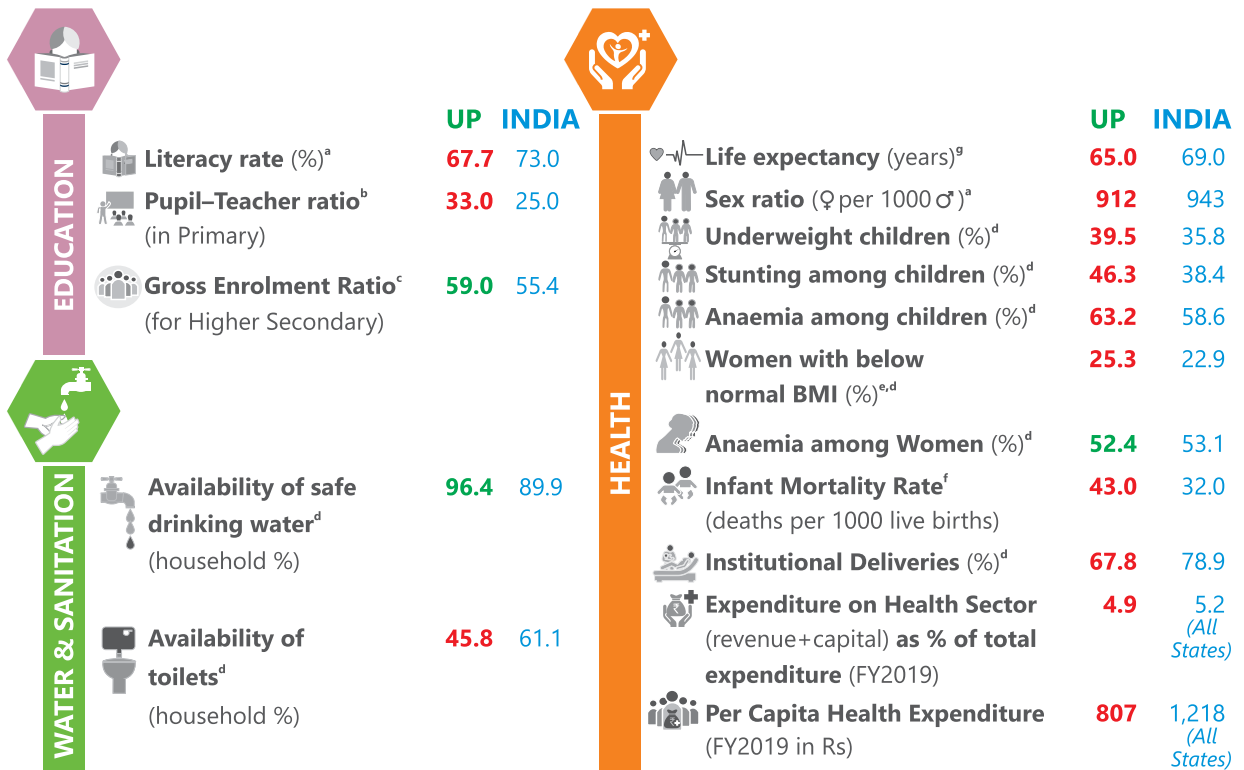 EDUCATION
UP INDIA
Literacy rate (%)ᵃ 67.7 73.0
Pupil–Teacher ratioᵇ 33.0 25.0
(in Primary)
Gross Enrolment Ratioᶜ 59.0 55.4
(for Higher Secondary)
WATER & SANITATION
Availability of safe 96.4 89.9
drinking waterᵈ
(household %)
Availability of 45.8 61.1
toiletsᵈ
(household %)
HEALTH
UP INDIA
Life expectancy (years)ᵍ 65.0 69.0
Sex ratio (♀ per 1000 ♂)ᵃ 912 943
Underweight children (%)ᵈ 39.5 35.8
Stunting among children (%)ᵈ 46.3 38.4
Anaemia among children (%)ᵈ 63.2 58.6
Women with below 25.3 22.9
normal BMI (%)ᵉ,ᵈ
Anaemia among Women (%)ᵈ 52.4 53.1
Infant Mortality Rateᶠ 43.0 32.0
(deaths per 1000 live births)
Institutional Deliveries (%)ᵈ 67.8 78.9
Expenditure on Health Sector 4.9 5.2
(revenue+capital) as % of total (All
expenditure (FY2019) States)
Per Capita Health Expenditure 807 1,218
(FY2019 in Rs) (All
States)